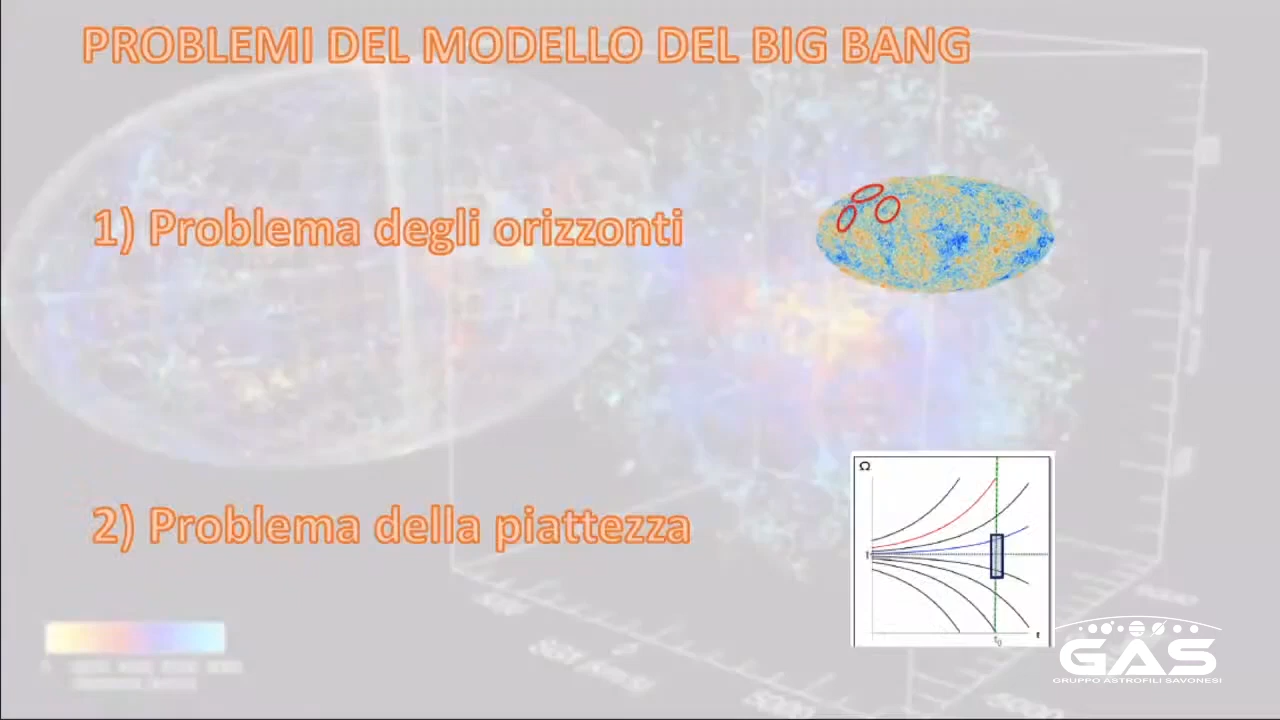 PROBLEMI DEL MODELLO DEL BIG BANG
1) Problema degli orizzonti
2) Problema della piattezza
Ω
1
t₀
t
GAS
GRUPPO ASTROFILI SAVONESI